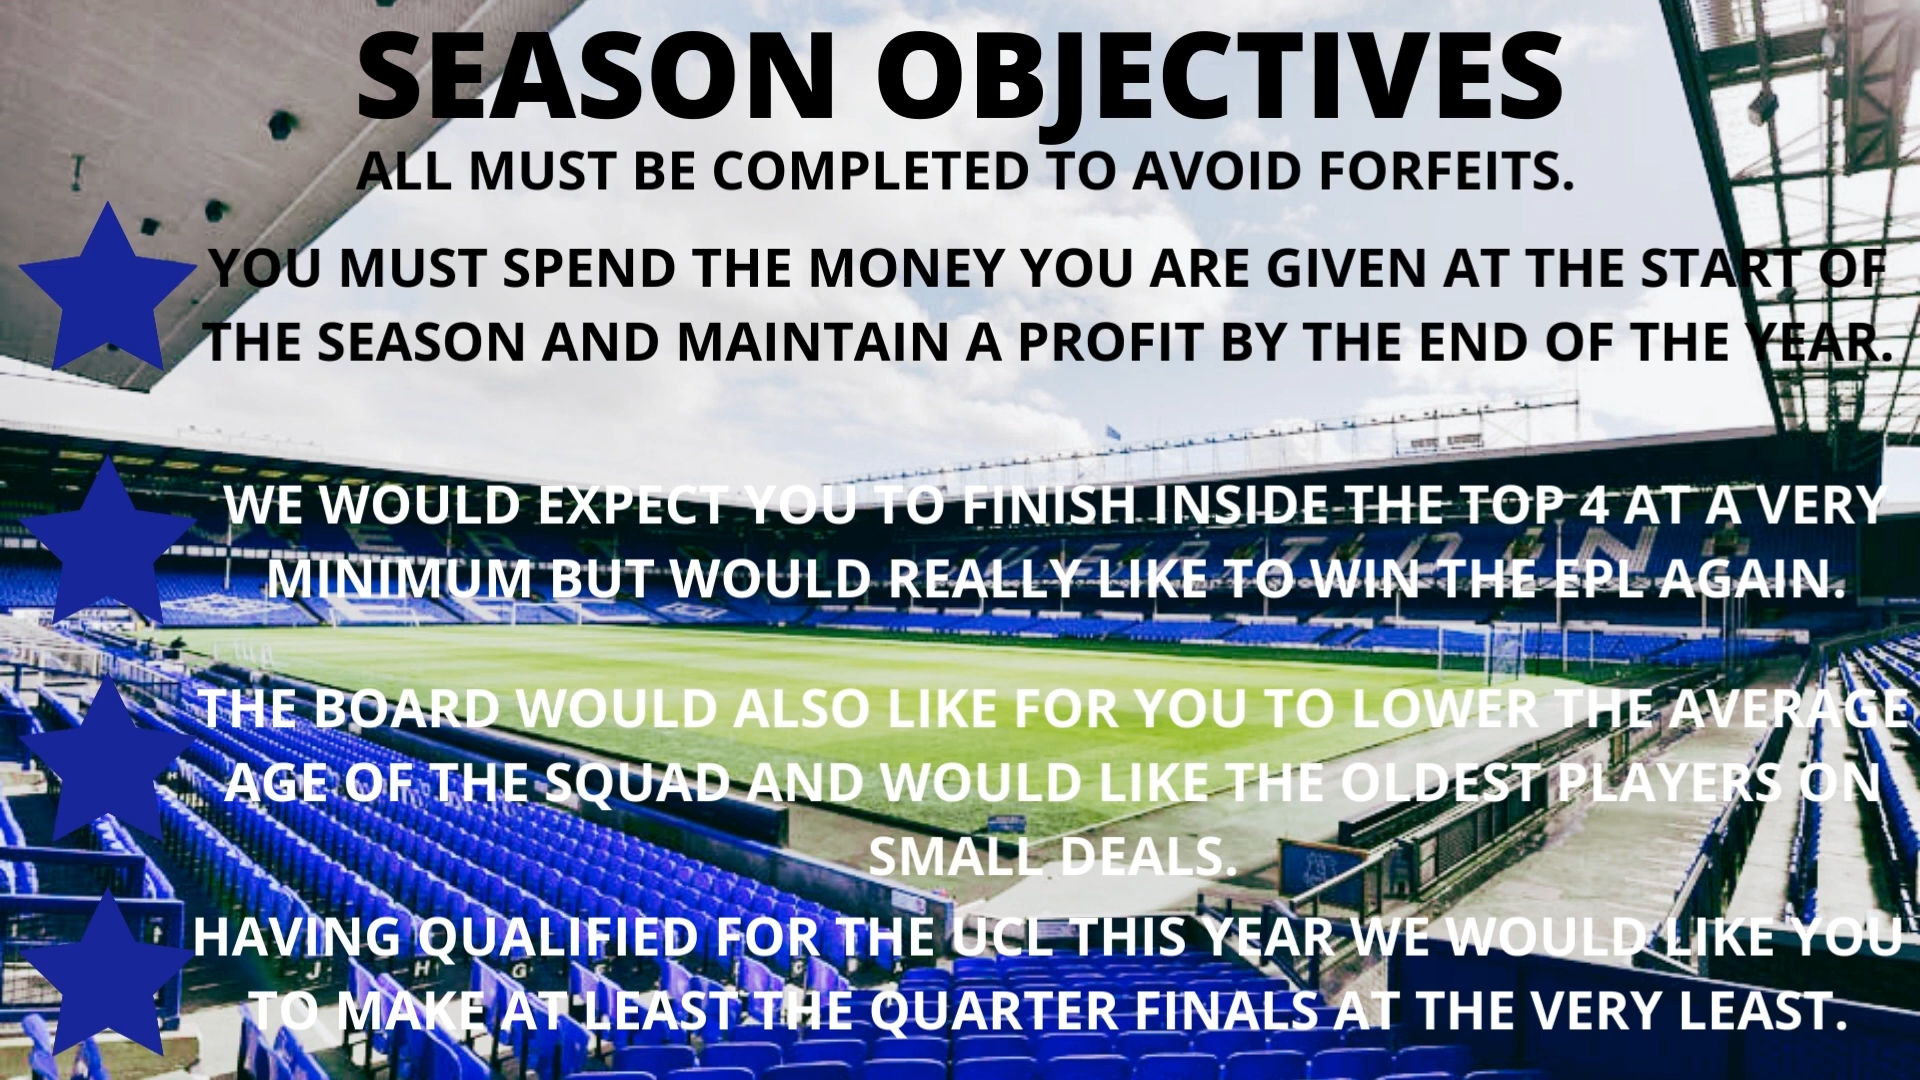 SEASON OBJECTIVES
ALL MUST BE COMPLETED TO AVOID FORFEITS.
YOU MUST SPEND THE MONEY YOU ARE GIVEN AT THE START OF
THE SEASON AND MAINTAIN A PROFIT BY THE END OF THE YEAR.
WE WOULD EXPECT YOU TO FINISH INSIDE THE TOP 4 AT A VERY
MINIMUM BUT WOULD REALLY LIKE TO WIN THE EPL AGAIN.
THE BOARD WOULD ALSO LIKE FOR YOU TO LOWER THE AVERAGE
AGE OF THE SQUAD AND WOULD LIKE THE OLDEST PLAYERS ON
SMALL DEALS.
HAVING QUALIFIED FOR THE UCL THIS YEAR WE WOULD LIKE YOU
TO MAKE AT LEAST THE QUARTER FINALS AT THE VERY LEAST.